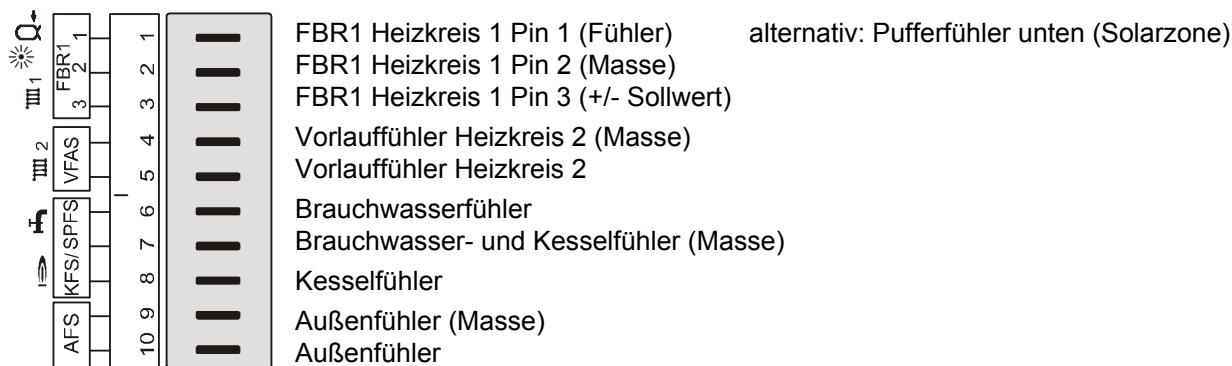 1 1 FBR1 Heizkreis 1 Pin 1 (Fühler) alternativ: Pufferfühler unten (Solarzone)
FBR1 2 2 FBR1 Heizkreis 1 Pin 2 (Masse)
1 3 3 FBR1 Heizkreis 1 Pin 3 (+/- Sollwert)
2 VFAS 4 Vorlauffühler Heizkreis 2 (Masse)
5 Vorlauffühler Heizkreis 2
I
KFS/SPFS 6 Brauchwasserfühler
7 Brauchwasser- und Kesselfühler (Masse)
8 Kesselfühler
AFS 9 Außenfühler (Masse)
10 Außenfühler